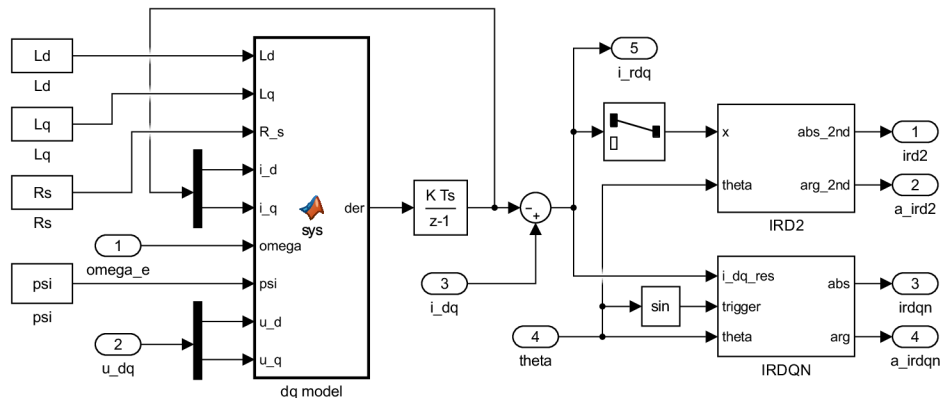 Ld
Ld
Lq
Lq
Rs
Rs
1
omega_e
psi
psi
2
u_dq
Ld
Lq
R_s
i_d
i_q
omega
psi
u_d
u_q
sys
der
dq model
K Ts
z-1
3
i_dq
−
+
5
i_rdq
4
theta
sin
x
theta
abs_2nd
arg_2nd
IRD2
1
ird2
2
a_ird2
i_dq_res
trigger
theta
abs
arg
IRDQN
3
irdqn
4
a_irdqn